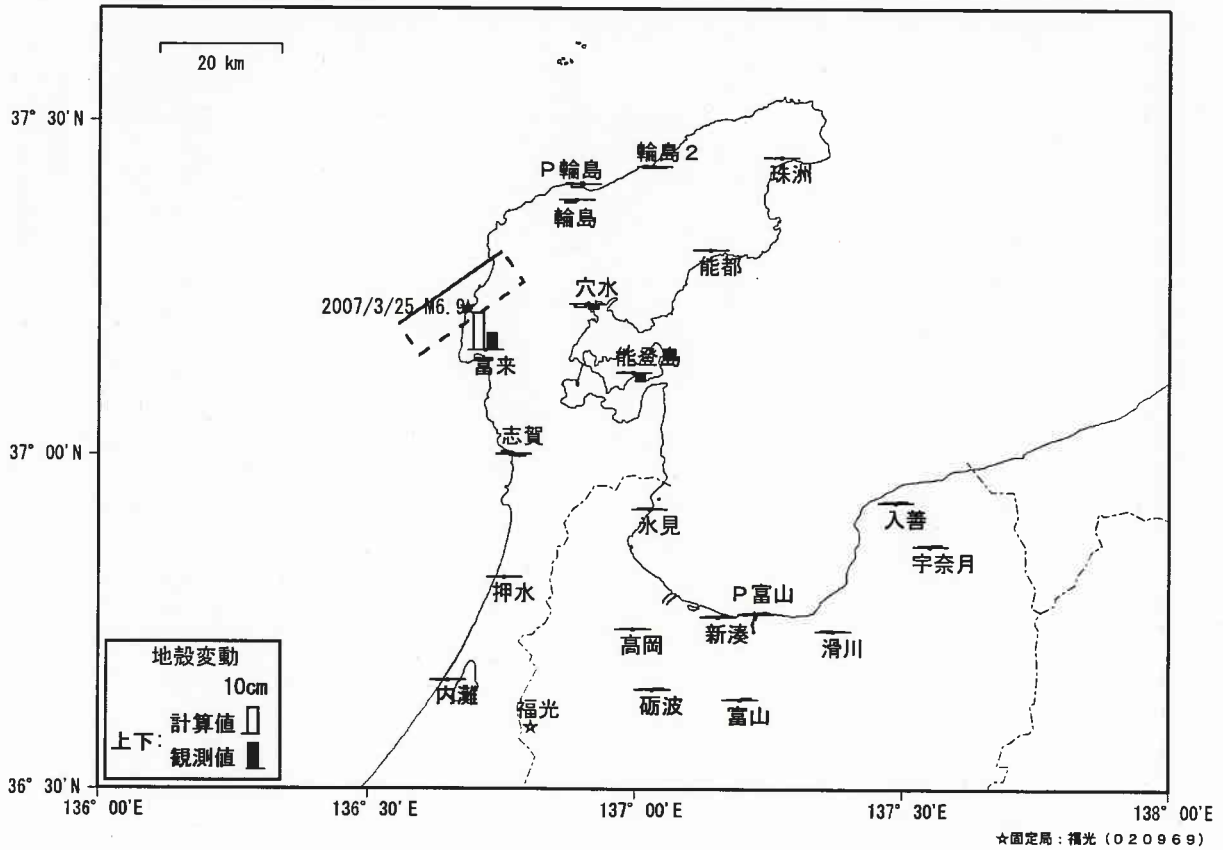 20 km
37° 30′N
輪島２
Ｐ輪島
珠洲
輪島
能都
穴水
2007/3/25 M6.9
能登島
富来
志賀
37° 00′N
氷見
入善
宇奈月
押水
Ｐ富山
新湊
高岡
滑川
地殻変動
10cm
内灘
砺波
富山
福光
計算値
上下:
観測値
36° 30′N
136° 00′E
136° 30′E
137° 00′E
137° 30′E
138° 00′E
☆固定局：福光（０２０９６９）